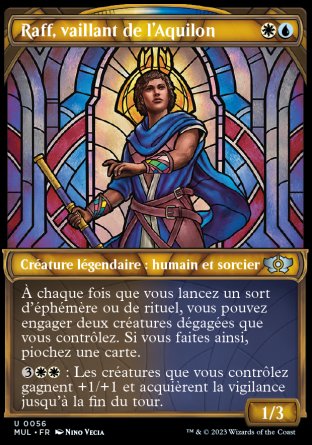 Raff, vaillant de l'Aquilon
Créature légendaire : humain et sorcier
À chaque fois que vous lancez un sort
d'éphémère ou de rituel, vous pouvez
engager deux créatures dégagées que
vous contrôlez. Si vous faites ainsi,
piochez une carte.
3 : Les créatures que vous contrôlez
gagnent +1/+1 et acquièrent la vigilance
jusqu'à la fin du tour.
1/3
U 0056
MUL • FR Nino Vecia
™ & © 2023 Wizards of the Coast